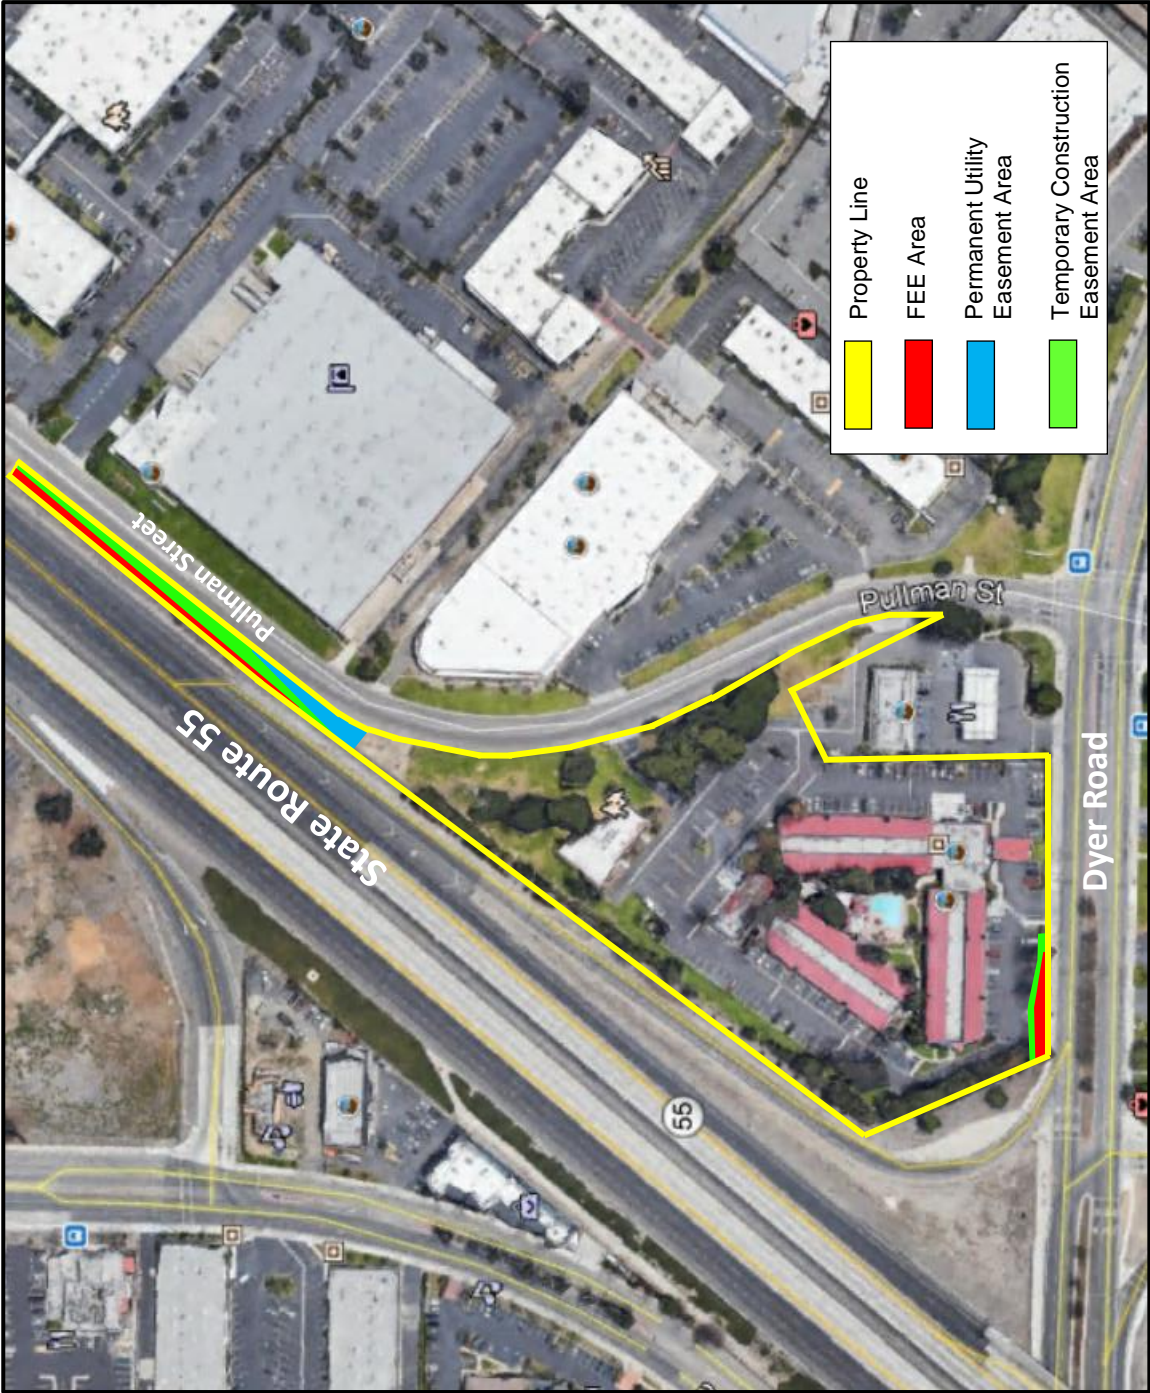 Property Line
FEE Area
Permanent Utility
Easement Area
Temporary Construction
Easement Area
Pullman Street
State Route 55
Pullman St
Dyer Road
55